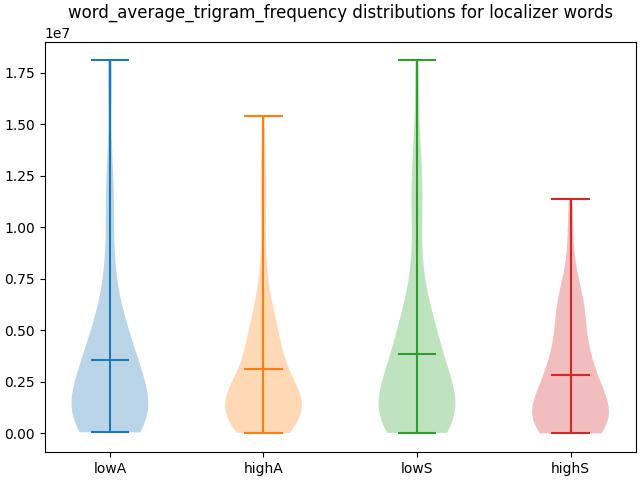 word_average_trigram_frequency distributions for localizer words
1e7
1.75
1.50
1.25
1.00
0.75
0.50
0.25
0.00
lowA highA lowS highS